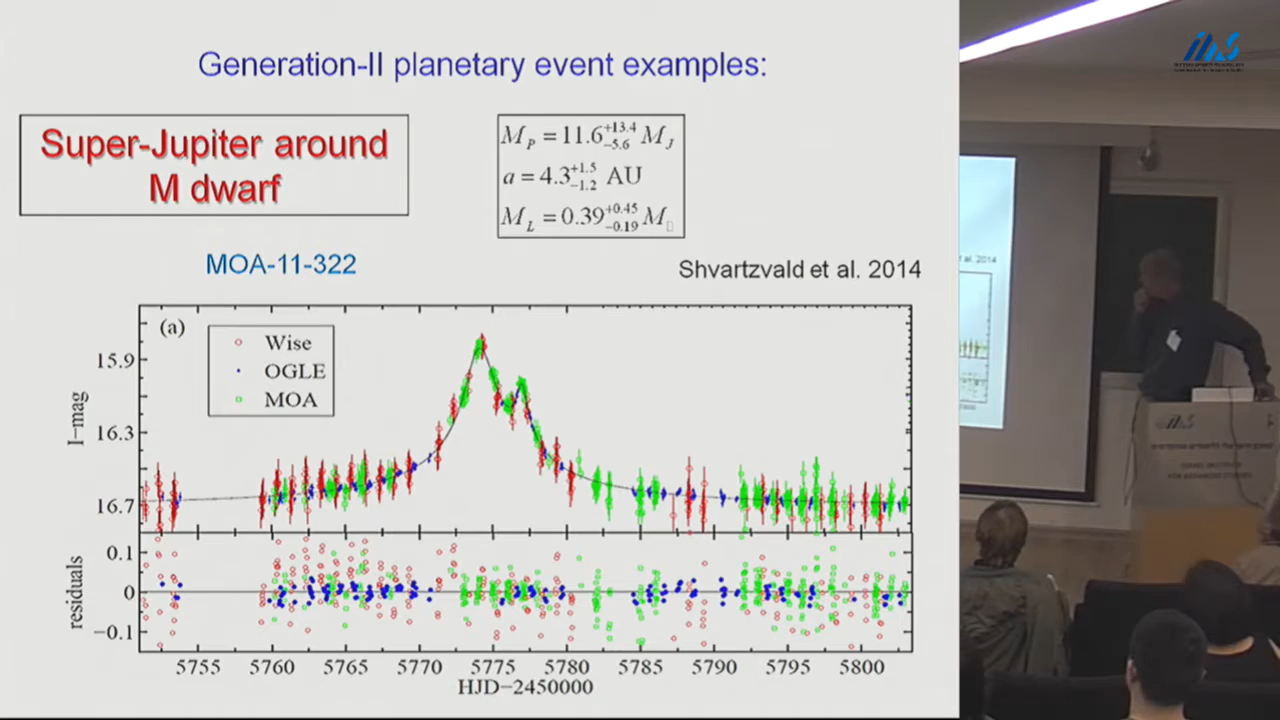 Generation-II planetary event examples:
Super-Jupiter around
M dwarf
M_P = 11.6^{+13.4}_{-5.6} M_J
a = 4.3^{+1.5}_{-1.2} AU
M_L = 0.39^{+0.45}_{-0.19} M_□
MOA-11-322
Shvartzvald et al. 2014
(a)
Wise
OGLE
MOA
I-mag
15.9
16.3
16.7
residuals
0.1
0
−0.1
5755 5760 5765 5770 5775 5780 5785 5790 5795 5800
HJD−2450000
al. 2014